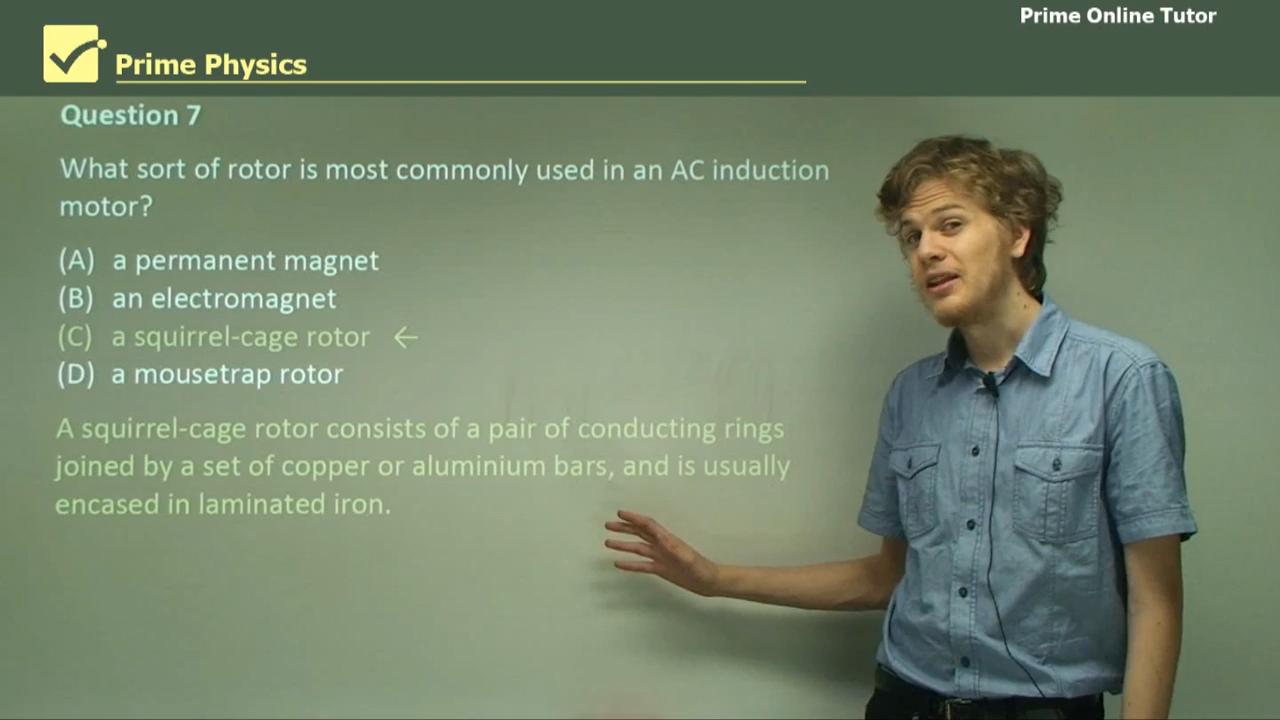 Prime Online Tutor
Prime Physics
Question 7
What sort of rotor is most commonly used in an AC induction
motor?
(A) a permanent magnet
(B) an electromagnet
(C) a squirrel-cage rotor ←
(D) a mousetrap rotor
A squirrel-cage rotor consists of a pair of conducting rings
joined by a set of copper or aluminium bars, and is usually
encased in laminated iron.